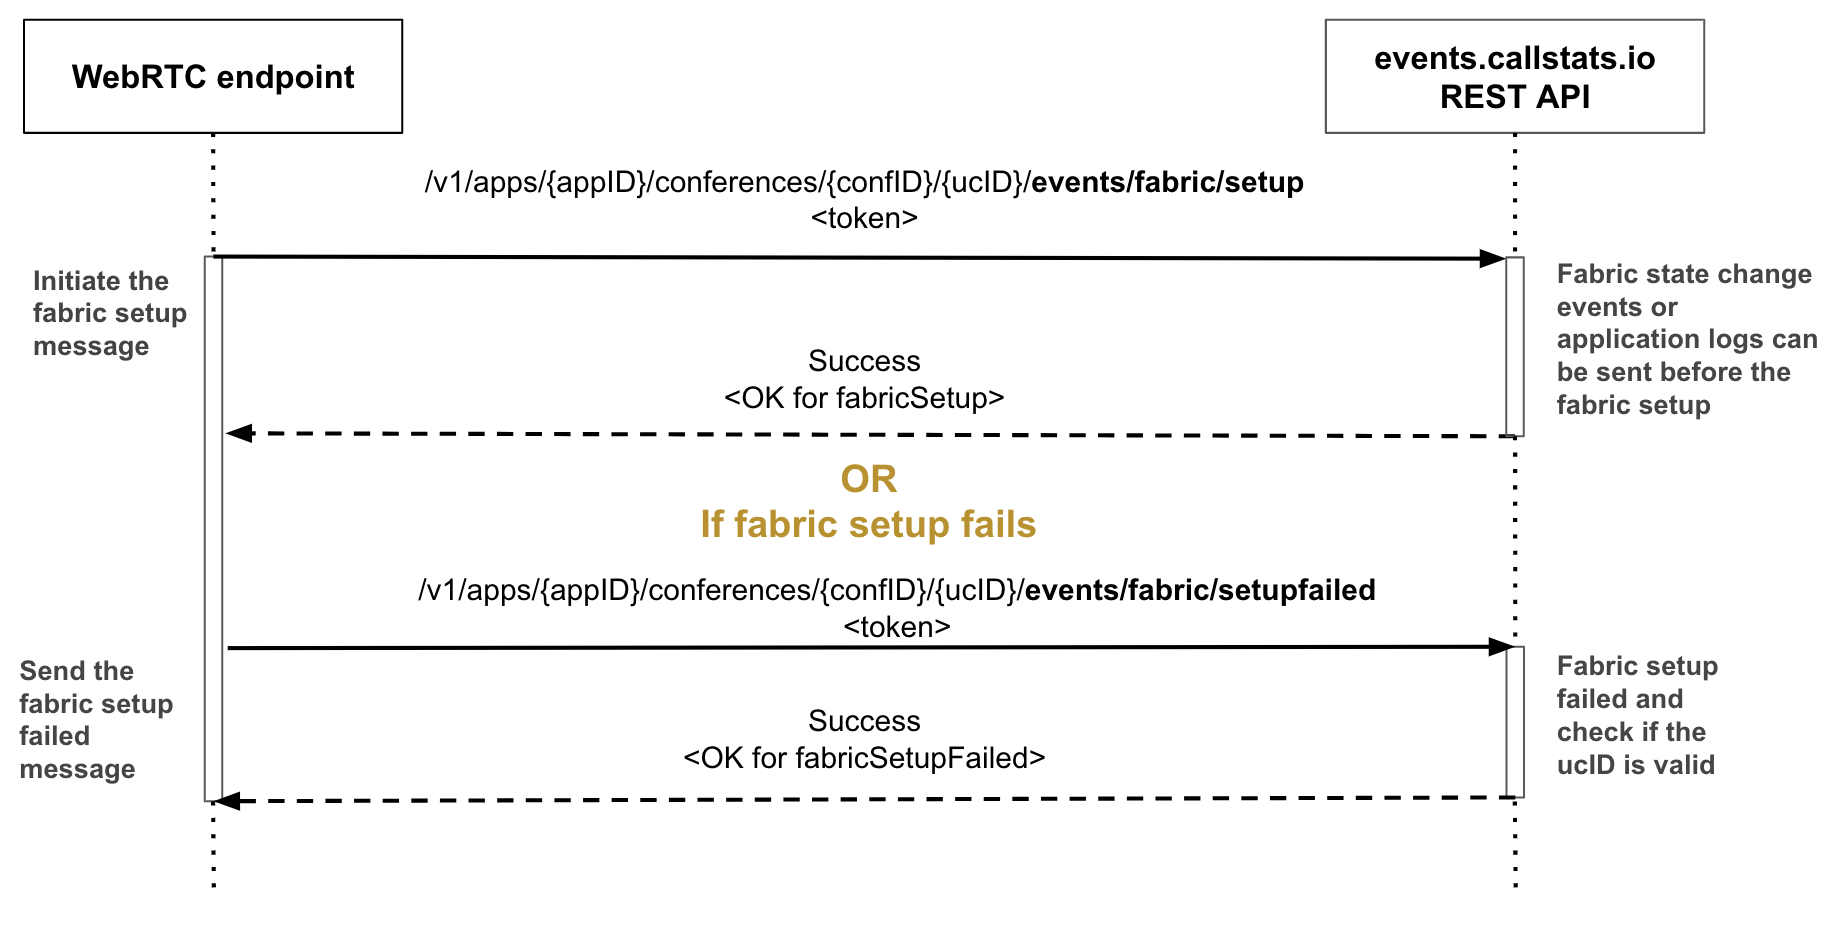 WebRTC endpoint
events.callstats.io
REST API
/v1/apps/{appID}/conferences/{confID}/{ucID}/events/fabric/setup
<token>
Initiate the
fabric setup
message
Fabric state change
events or
application logs can
be sent before the
fabric setup
Success
<OK for fabricSetup>
OR
If fabric setup fails
/v1/apps/{appID}/conferences/{confID}/{ucID}/events/fabric/setupfailed
<token>
Send the
fabric setup
failed
message
Fabric setup
failed and
check if the
ucID is valid
Success
<OK for fabricSetupFailed>